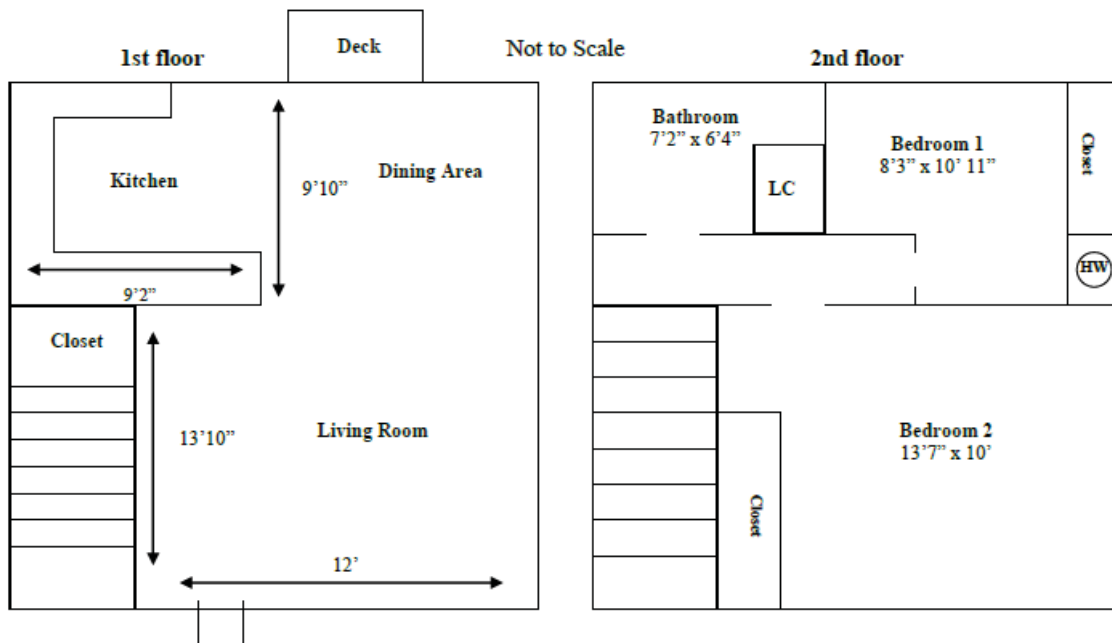 Deck
Not to Scale
1st floor
Kitchen
9’10”
Dining Area
9’2”
Closet
13’10”
Living Room
12’
2nd floor
Bathroom
7’2” x 6’4”
LC
Bedroom 1
8’3” x 10’ 11”
Closet
HW
Bedroom 2
13’7” x 10’
Closet